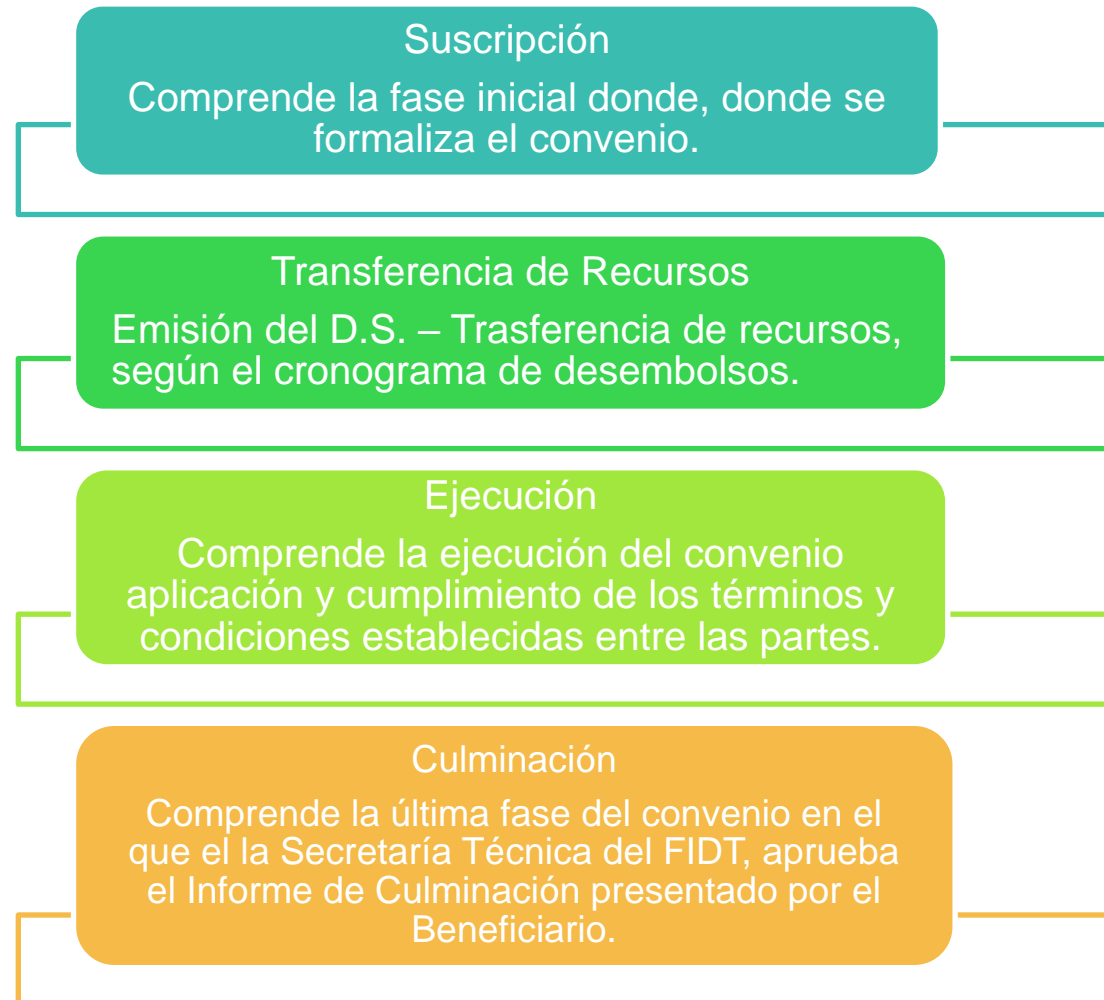 Suscripción
Comprende la fase inicial donde, donde se
formaliza el convenio.
Transferencia de Recursos
Emisión del D.S. – Trasferencia de recursos,
según el cronograma de desembolsos.
Ejecución
Comprende la ejecución del convenio
aplicación y cumplimiento de los términos y
condiciones establecidas entre las partes.
Culminación
Comprende la última fase del convenio en el
que el la Secretaría Técnica del FIDT, aprueba
el Informe de Culminación presentado por el
Beneficiario.